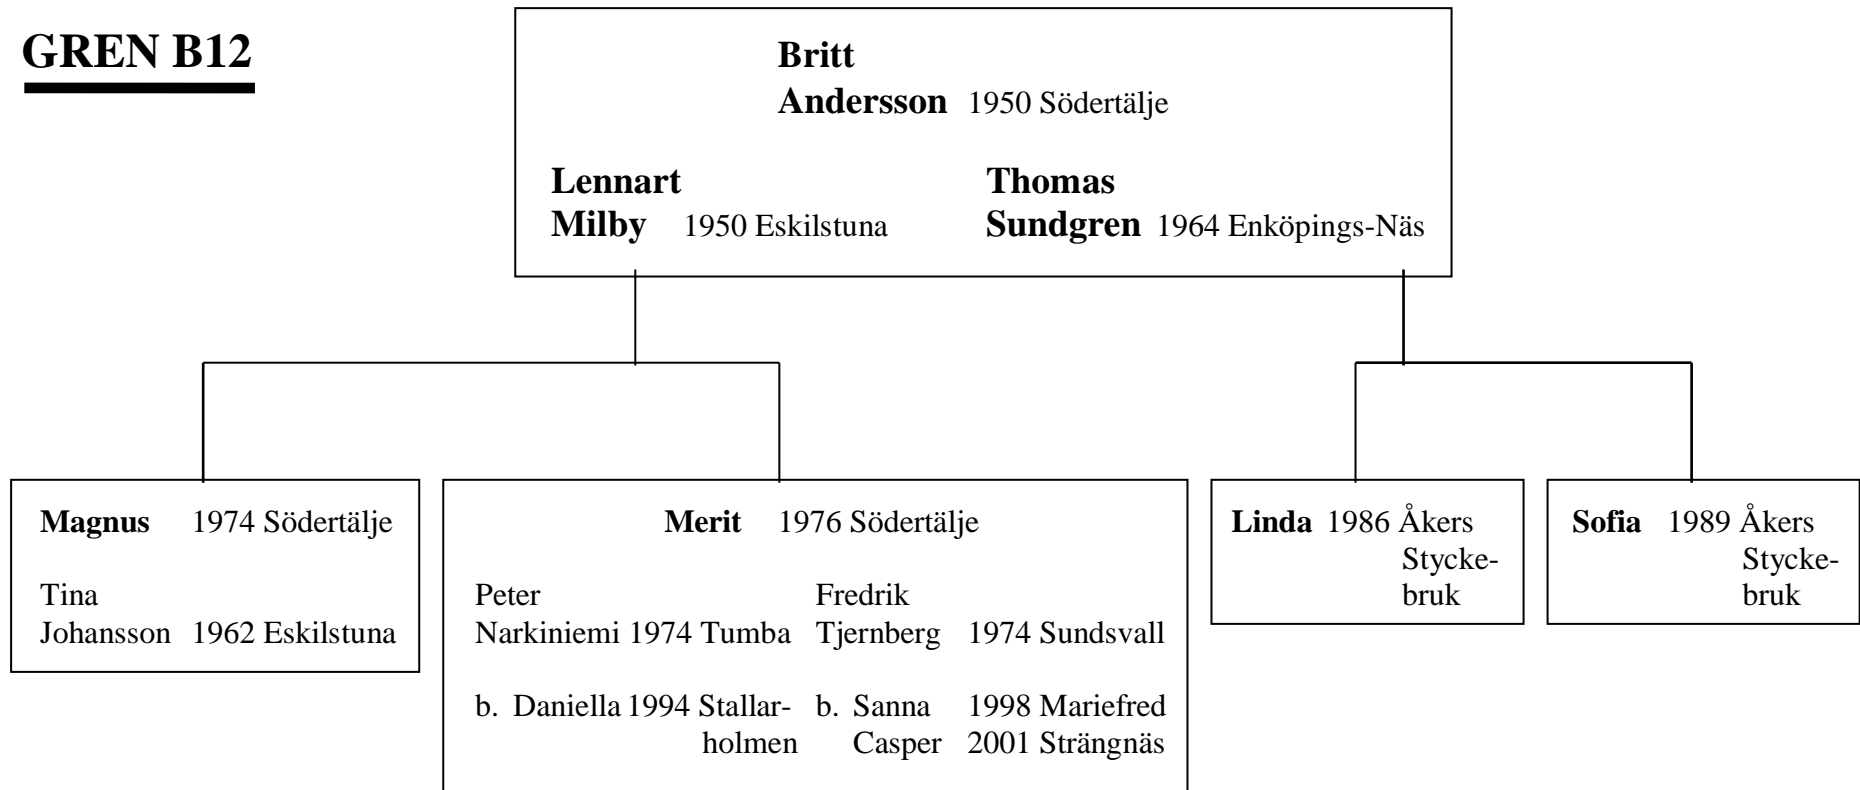 GREN B12
Britt
Andersson 1950 Södertälje
Lennart
Milby 1950 Eskilstuna
Thomas
Sundgren 1964 Enköpings-Näs
Magnus 1974 Södertälje
Tina
Johansson 1962 Eskilstuna
Merit 1976 Södertälje
Peter
Narkiniemi 1974 Tumba
b. Daniella 1994 Stallar-
holmen
Fredrik
Tjernberg 1974 Sundsvall
b. Sanna 1998 Mariefred
Casper 2001 Strängnäs
Linda 1986 Åkers
Stycke-
bruk
Sofia 1989 Åkers
Stycke-
bruk